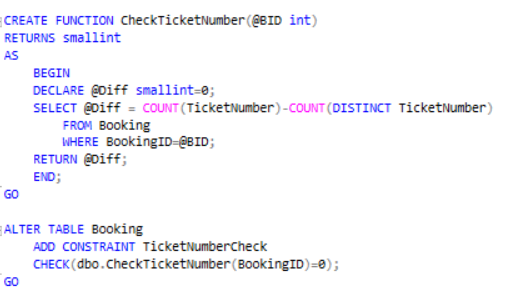 CREATE FUNCTION CheckTicketNumber(@BID int)
RETURNS smallint
AS
BEGIN
DECLARE @Diff smallint=0;
SELECT @Diff = COUNT(TicketNumber)-COUNT(DISTINCT TicketNumber)
FROM Booking
WHERE BookingID=@BID;
RETURN @Diff;
END;
GO
ALTER TABLE Booking
ADD CONSTRAINT TicketNumberCheck
CHECK(dbo.CheckTicketNumber(BookingID)=0);
GO